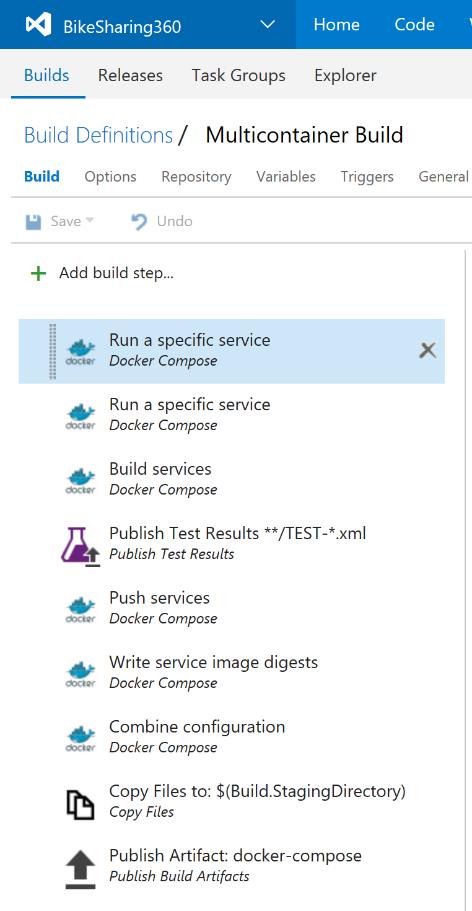 BikeSharing360 Home Code
Builds Releases Task Groups Explorer
Build Definitions / Multicontainer Build
Build Options Repository Variables Triggers General
Save Undo
+ Add build step...
docker Run a specific service
Docker Compose
docker Run a specific service
Docker Compose
docker Build services
Docker Compose
Publish Test Results **/TEST-*.xml
Publish Test Results
docker Push services
Docker Compose
docker Write service image digests
Docker Compose
docker Combine configuration
Docker Compose
Copy Files to: $(Build.StagingDirectory)
Copy Files
Publish Artifact: docker-compose
Publish Build Artifacts